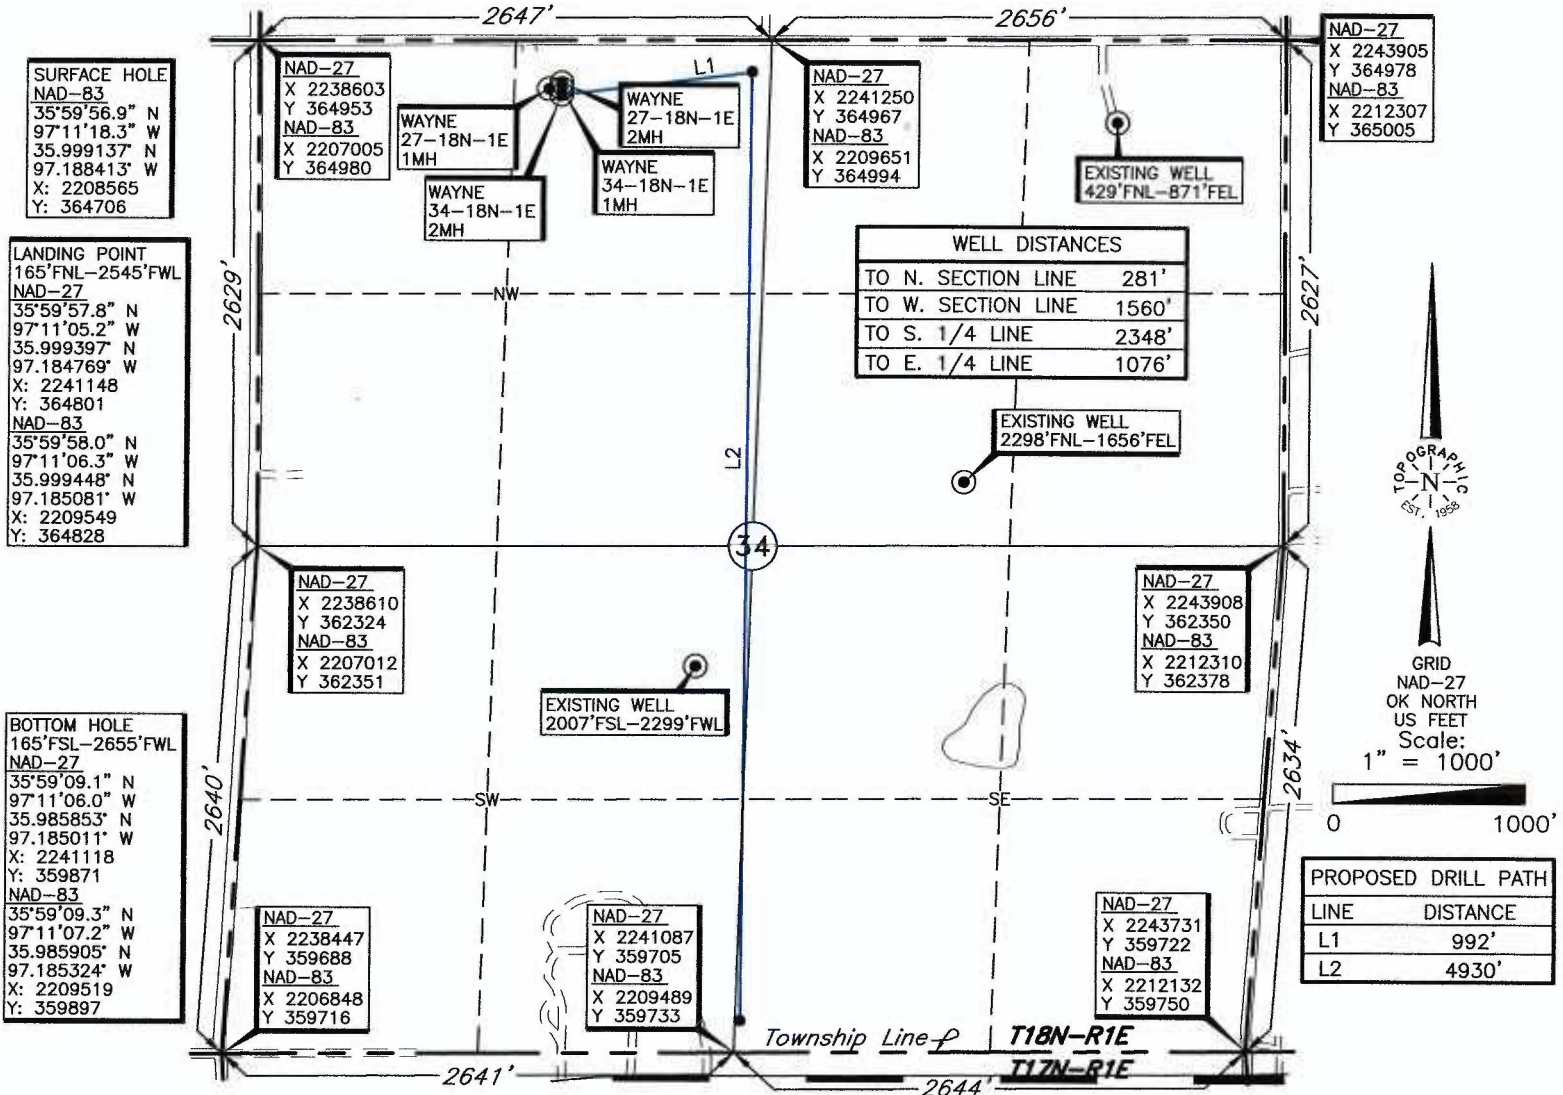 2647'
2656'
SURFACE HOLE
NAD-83
35°59'56.9" N
97°11'18.3" W
35.999137° N
97.188413° W
X: 2208565
Y: 364706
NAD-27
X 2238603
Y 364953
NAD-83
X 2207005
Y 364980
L1
WAYNE
27-18N-1E
1MH
WAYNE
27-18N-1E
2MH
WAYNE
34-18N-1E
2MH
WAYNE
34-18N-1E
1MH
NAD-27
X 2241250
Y 364967
NAD-83
X 2209651
Y 364994
NAD-27
X 2243905
Y 364978
NAD-83
X 2212307
Y 365005
EXISTING WELL
429'FNL-871'FEL
LANDING POINT
165'FNL-2545'FWL
NAD-27
35°59'57.8" N
97°11'05.2" W
35.999397° N
97.184769° W
X: 2241148
Y: 364801
NAD-83
35°59'58.0" N
97°11'06.3" W
35.999448° N
97.185081° W
X: 2209549
Y: 364828
2629'
NW
WELL DISTANCES
TO N. SECTION LINE 281'
TO W. SECTION LINE 1560'
TO S. 1/4 LINE 2348'
TO E. 1/4 LINE 1076'
2627'
L2
EXISTING WELL
2298'FNL-1656'FEL
TOPOGRAPHIC
N
EST. 1958
34
NAD-27
X 2238610
Y 362324
NAD-83
X 2207012
Y 362351
NAD-27
X 2243908
Y 362350
NAD-83
X 2212310
Y 362378
EXISTING WELL
2007'FSL-2299'FWL
GRID
NAD-27
OK NORTH
US FEET
Scale:
1" = 1000'
0 1000'
BOTTOM HOLE
165'FSL-2655'FWL
NAD-27
35°59'09.1" N
97°11'06.0" W
35.985853° N
97.185011° W
X: 2241118
Y: 359871
NAD-83
35°59'09.3" N
97°11'07.2" W
35.985905° N
97.185324° W
X: 2209519
Y: 359897
2640'
SW
SE
2634'
NAD-27
X 2238447
Y 359688
NAD-83
X 2206848
Y 359716
NAD-27
X 2241087
Y 359705
NAD-83
X 2209489
Y 359733
NAD-27
X 2243731
Y 359722
NAD-83
X 2212132
Y 359750
PROPOSED DRILL PATH
LINE DISTANCE
L1 992'
L2 4930'
Township Line T18N-R1E
T17N-R1E
2641'
2644'